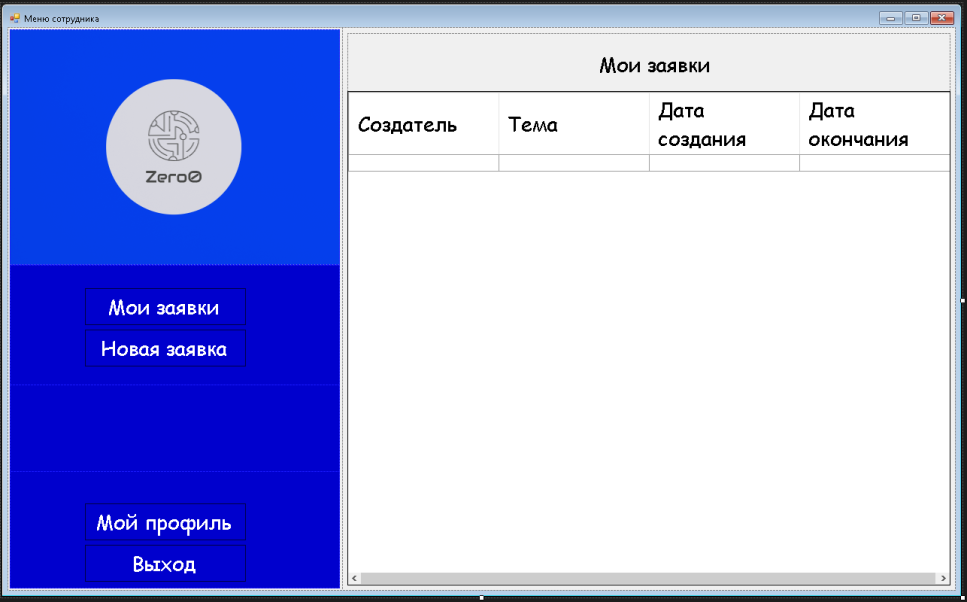 Меню сотрудника
Zero0
Мои заявки
Новая заявка
Мой профиль
Выход
Мои заявки
Создатель
Тема
Дата
создания
Дата
окончания